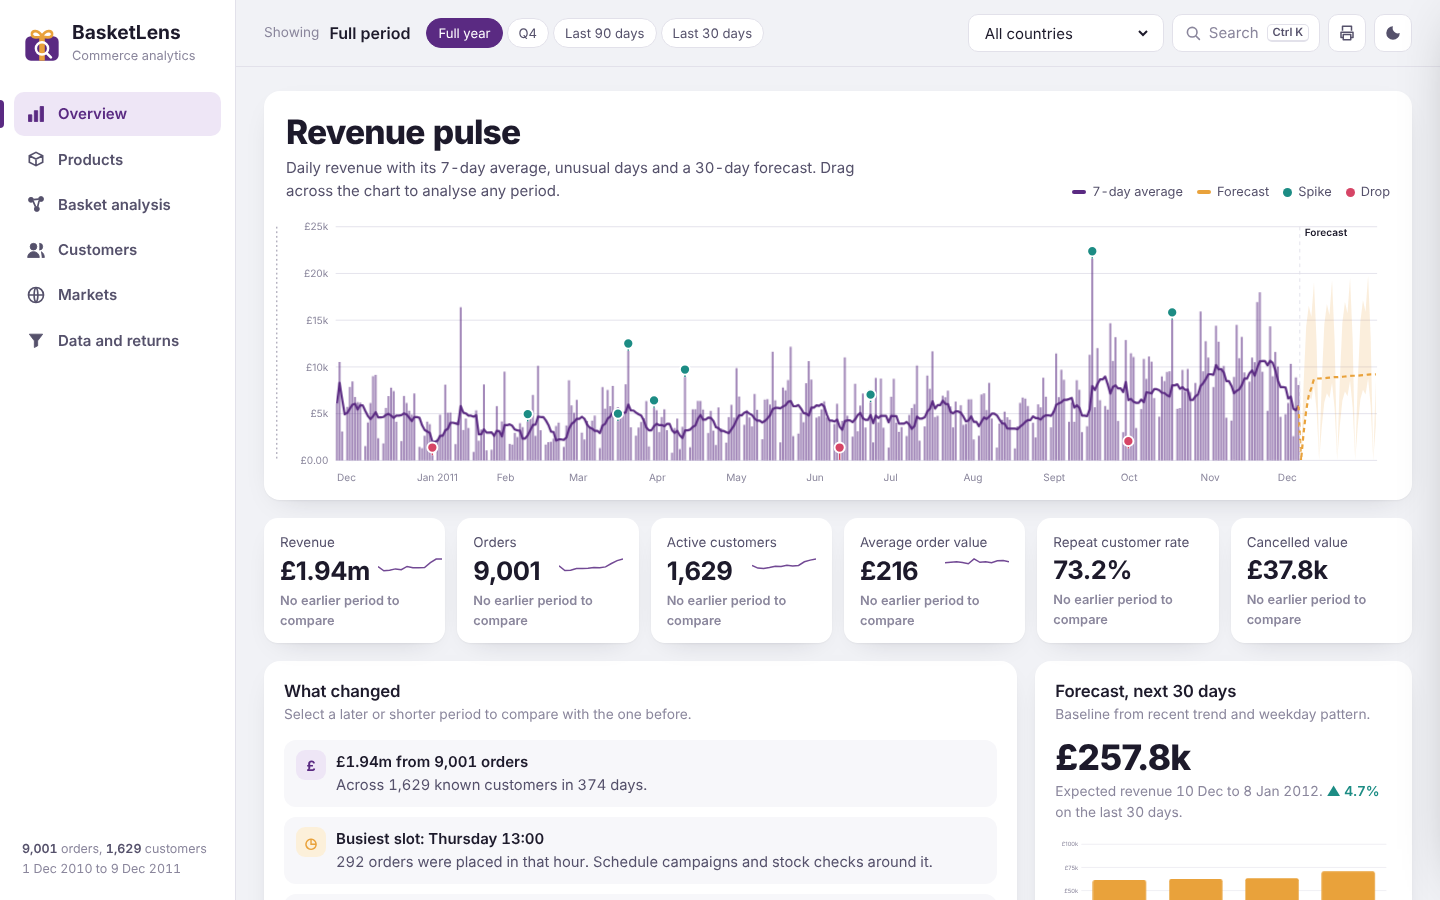 BasketLens
Commerce analytics
Overview
Products
Basket analysis
Customers
Markets
Data and returns
9,001 orders, 1,629 customers
1 Dec 2010 to 9 Dec 2011
Showing Full period Full year Q4 Last 90 days Last 30 days
All countries
Search Ctrl K
Revenue pulse
Daily revenue with its 7-day average, unusual days and a 30-day forecast. Drag
across the chart to analyse any period.
7-day average Forecast Spike Drop
£25k
£20k
£15k
£10k
£5k
£0.00
Forecast
Dec Jan 2011 Feb Mar Apr May Jun Jul Aug Sept Oct Nov Dec
Revenue
£1.94m
No earlier period to
compare
Orders
9,001
No earlier period to
compare
Active customers
1,629
No earlier period to
compare
Average order value
£216
No earlier period to
compare
Repeat customer rate
73.2%
No earlier period to
compare
Cancelled value
£37.8k
No earlier period to
compare
What changed
Select a later or shorter period to compare with the one before.
£
£1.94m from 9,001 orders
Across 1,629 known customers in 374 days.
Busiest slot: Thursday 13:00
292 orders were placed in that hour. Schedule campaigns and stock checks around it.
Forecast, next 30 days
Baseline from recent trend and weekday pattern.
£257.8k
Expected revenue 10 Dec to 8 Jan 2012. ▲ 4.7%
on the last 30 days.
£100k
£75k
£50k